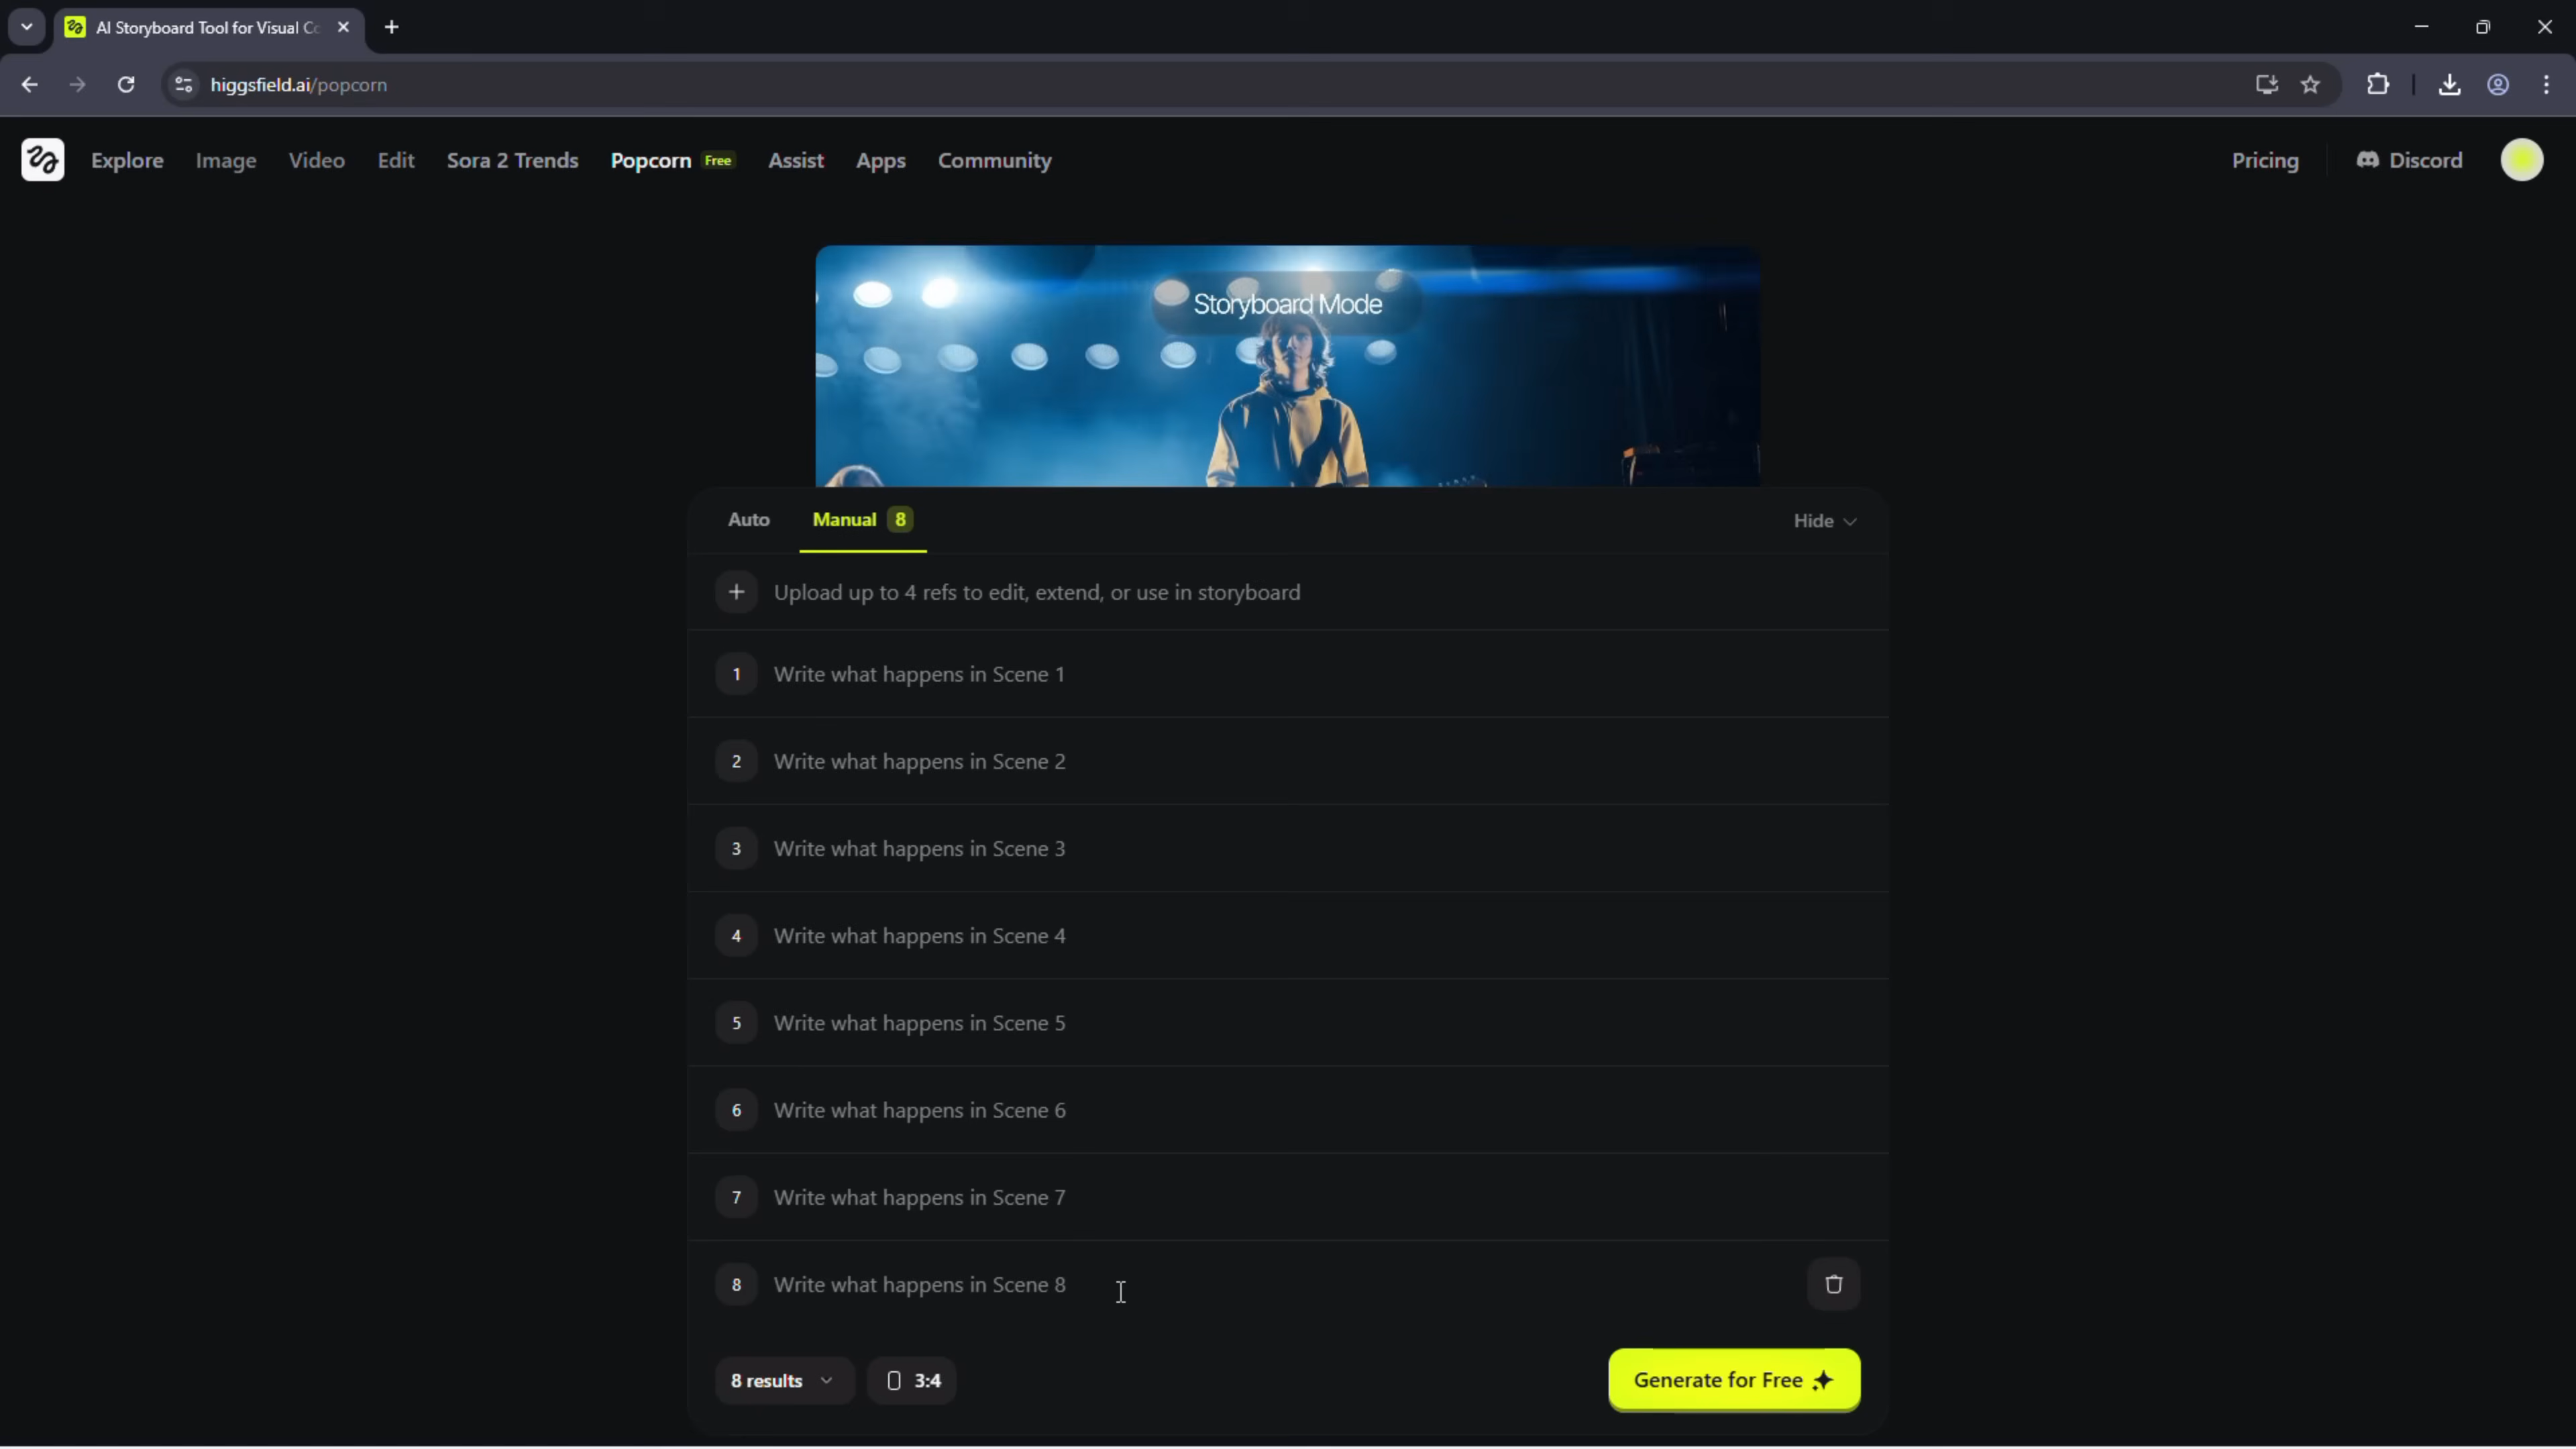 AI Storyboard Tool for Visual Co
higgsfield.ai/popcorn
Explore Image Video Edit Sora 2 Trends Popcorn Free Assist Apps Community Pricing Discord
Storyboard Mode
Auto Manual 8 Hide
Upload up to 4 refs to edit, extend, or use in storyboard
1 Write what happens in Scene 1
2 Write what happens in Scene 2
3 Write what happens in Scene 3
4 Write what happens in Scene 4
5 Write what happens in Scene 5
6 Write what happens in Scene 6
7 Write what happens in Scene 7
8 Write what happens in Scene 8
8 results 3:4 Generate for Free